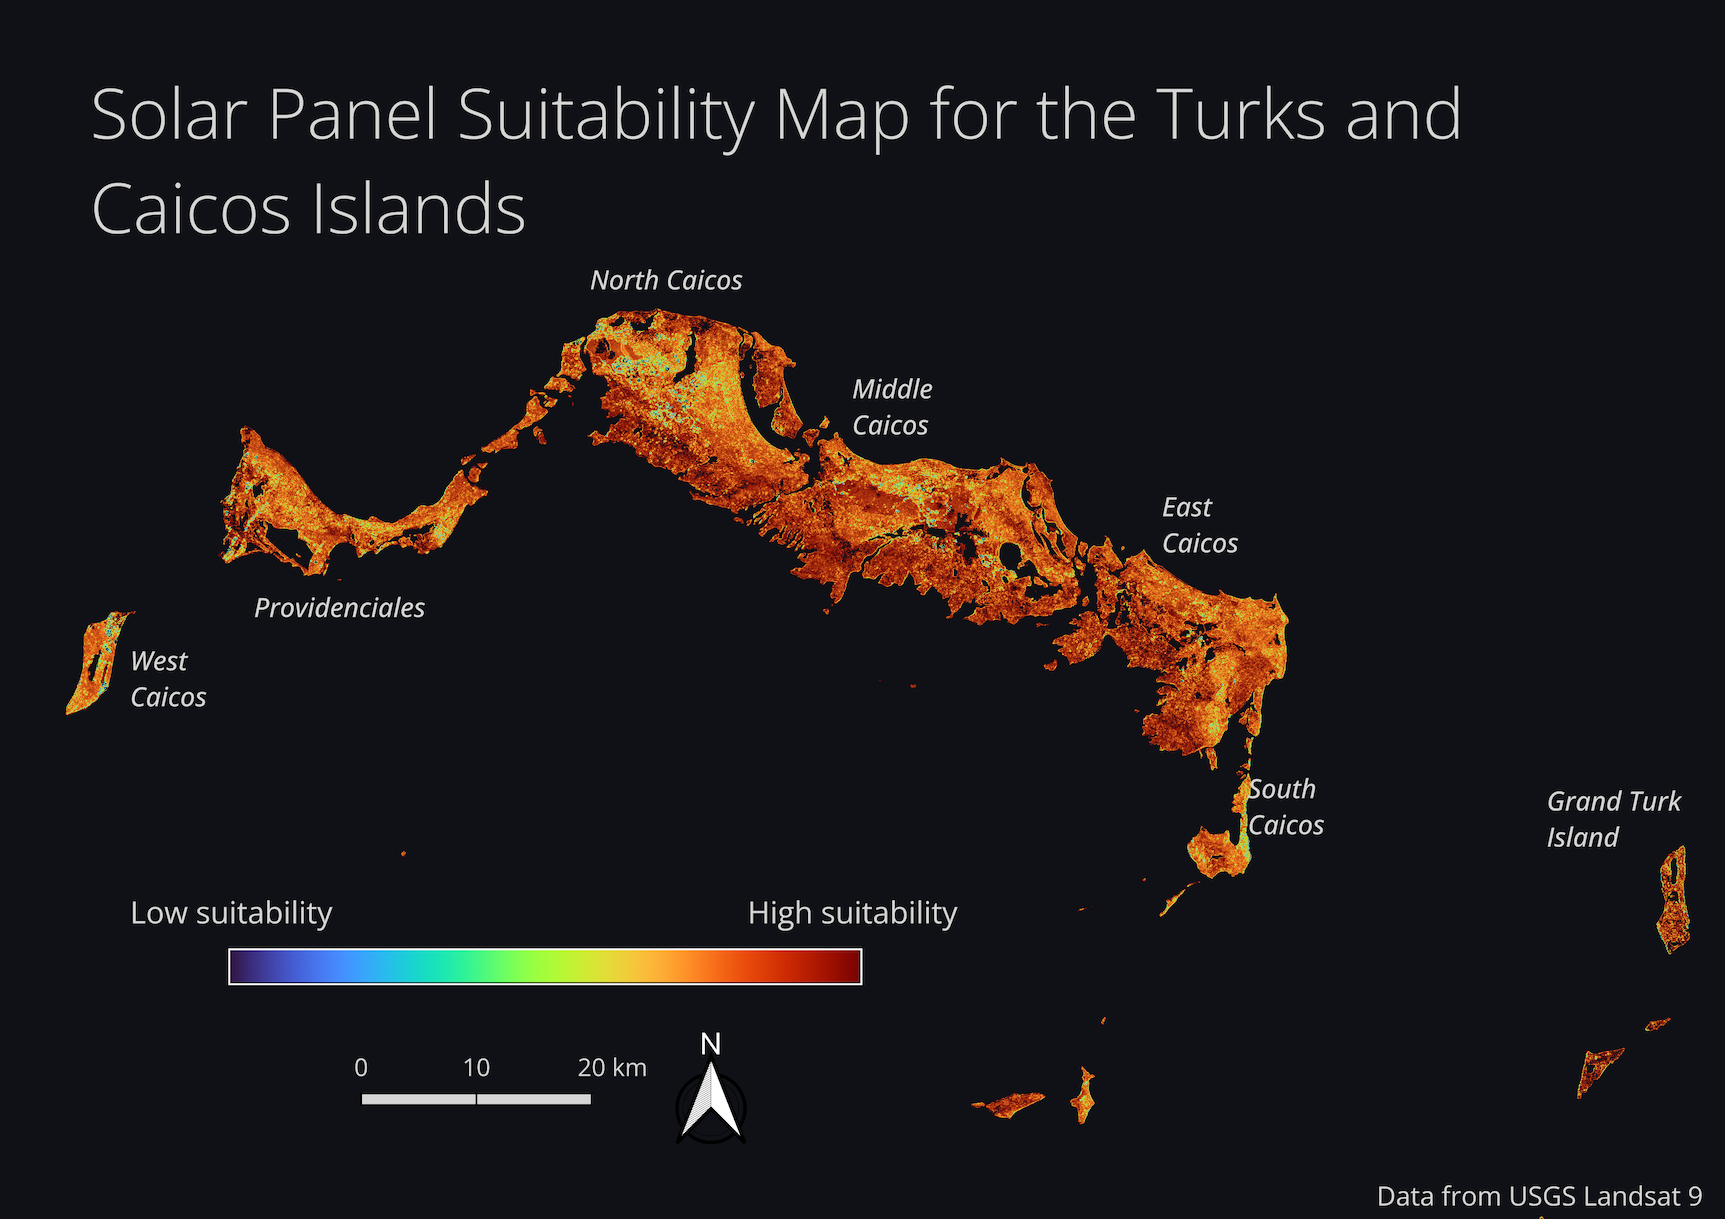 Solar Panel Suitability Map for the Turks and
Caicos Islands
North Caicos
Middle
Caicos
East
Caicos
Providenciales
West
Caicos
South
Caicos
Grand Turk
Island
Low suitability
High suitability
N
0 10 20 km
Data from USGS Landsat 9